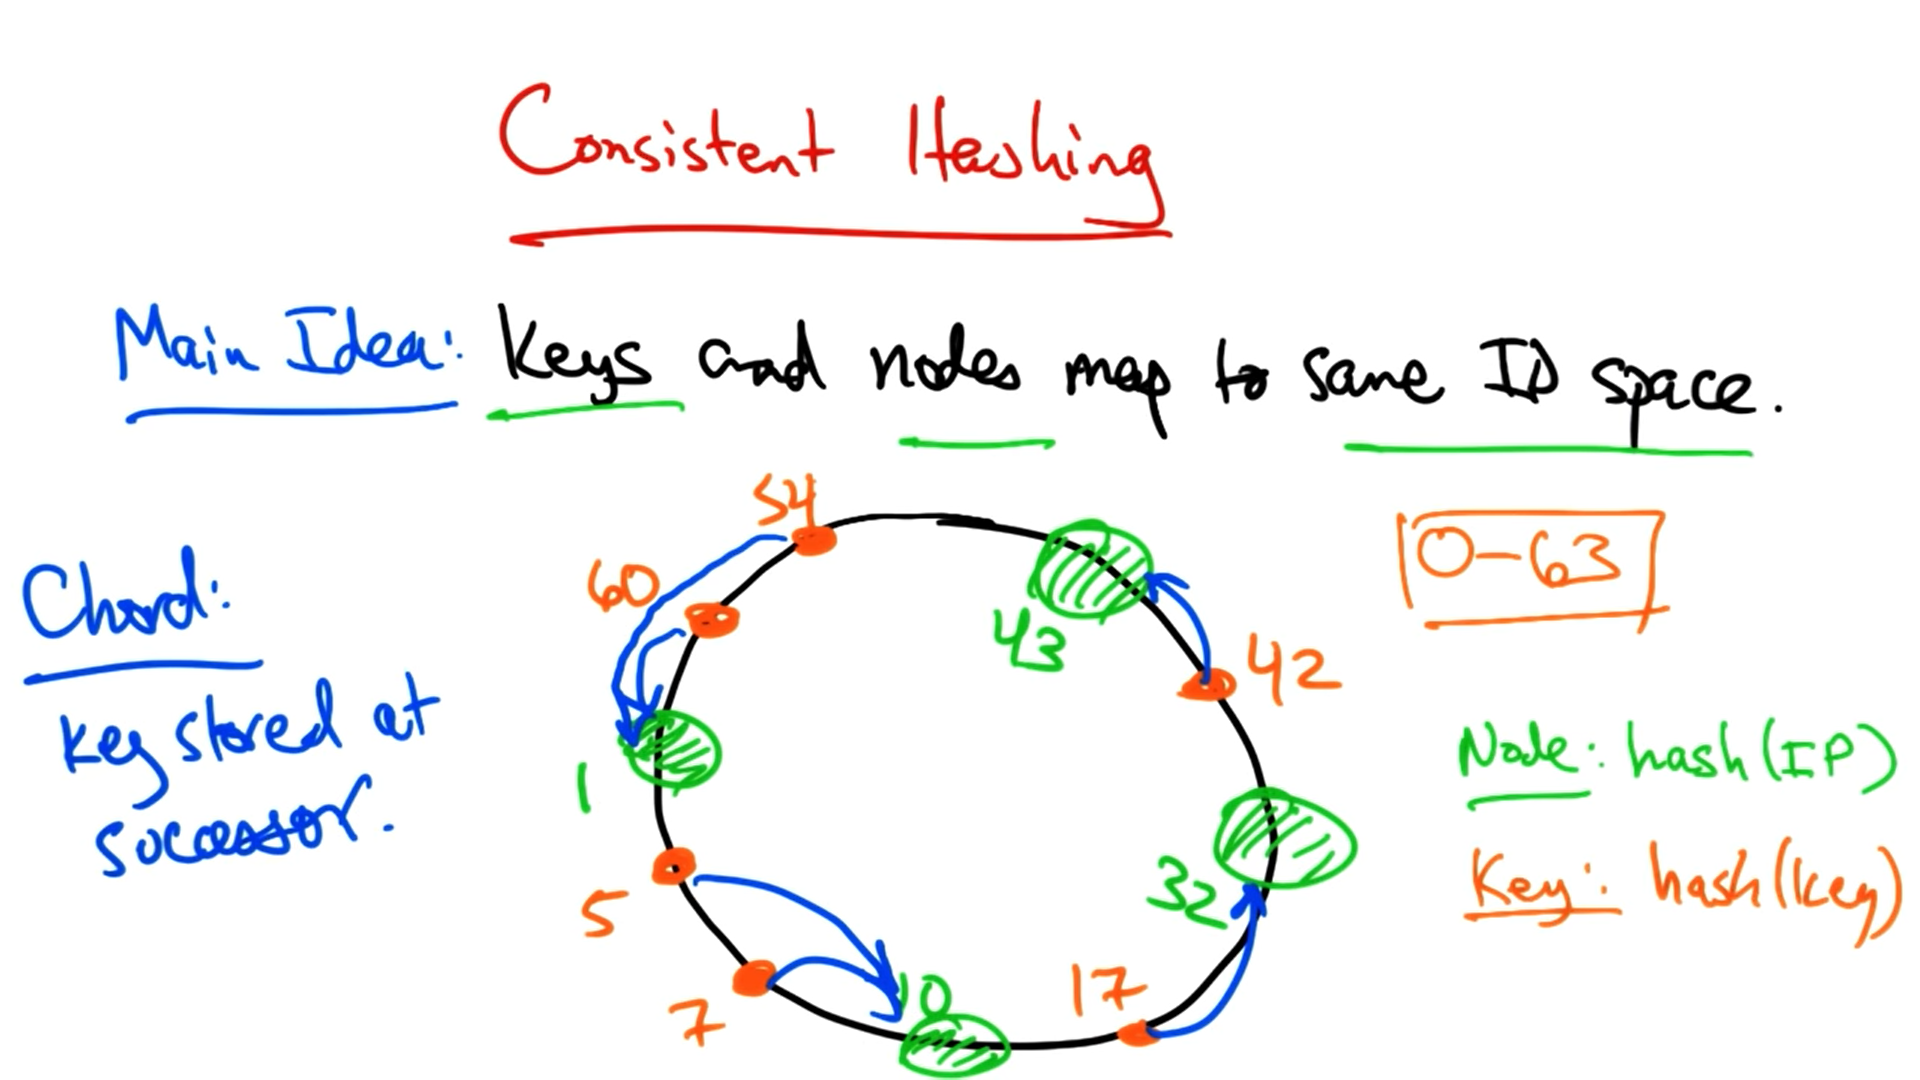 Consistent Hashing
Main Idea: Keys and nodes map to same ID space.
54
60
43
0-63
Chord:
42
key stored at
successor.
1
Node: hash(IP)
32
Key: hash(key)
5
10
17
7